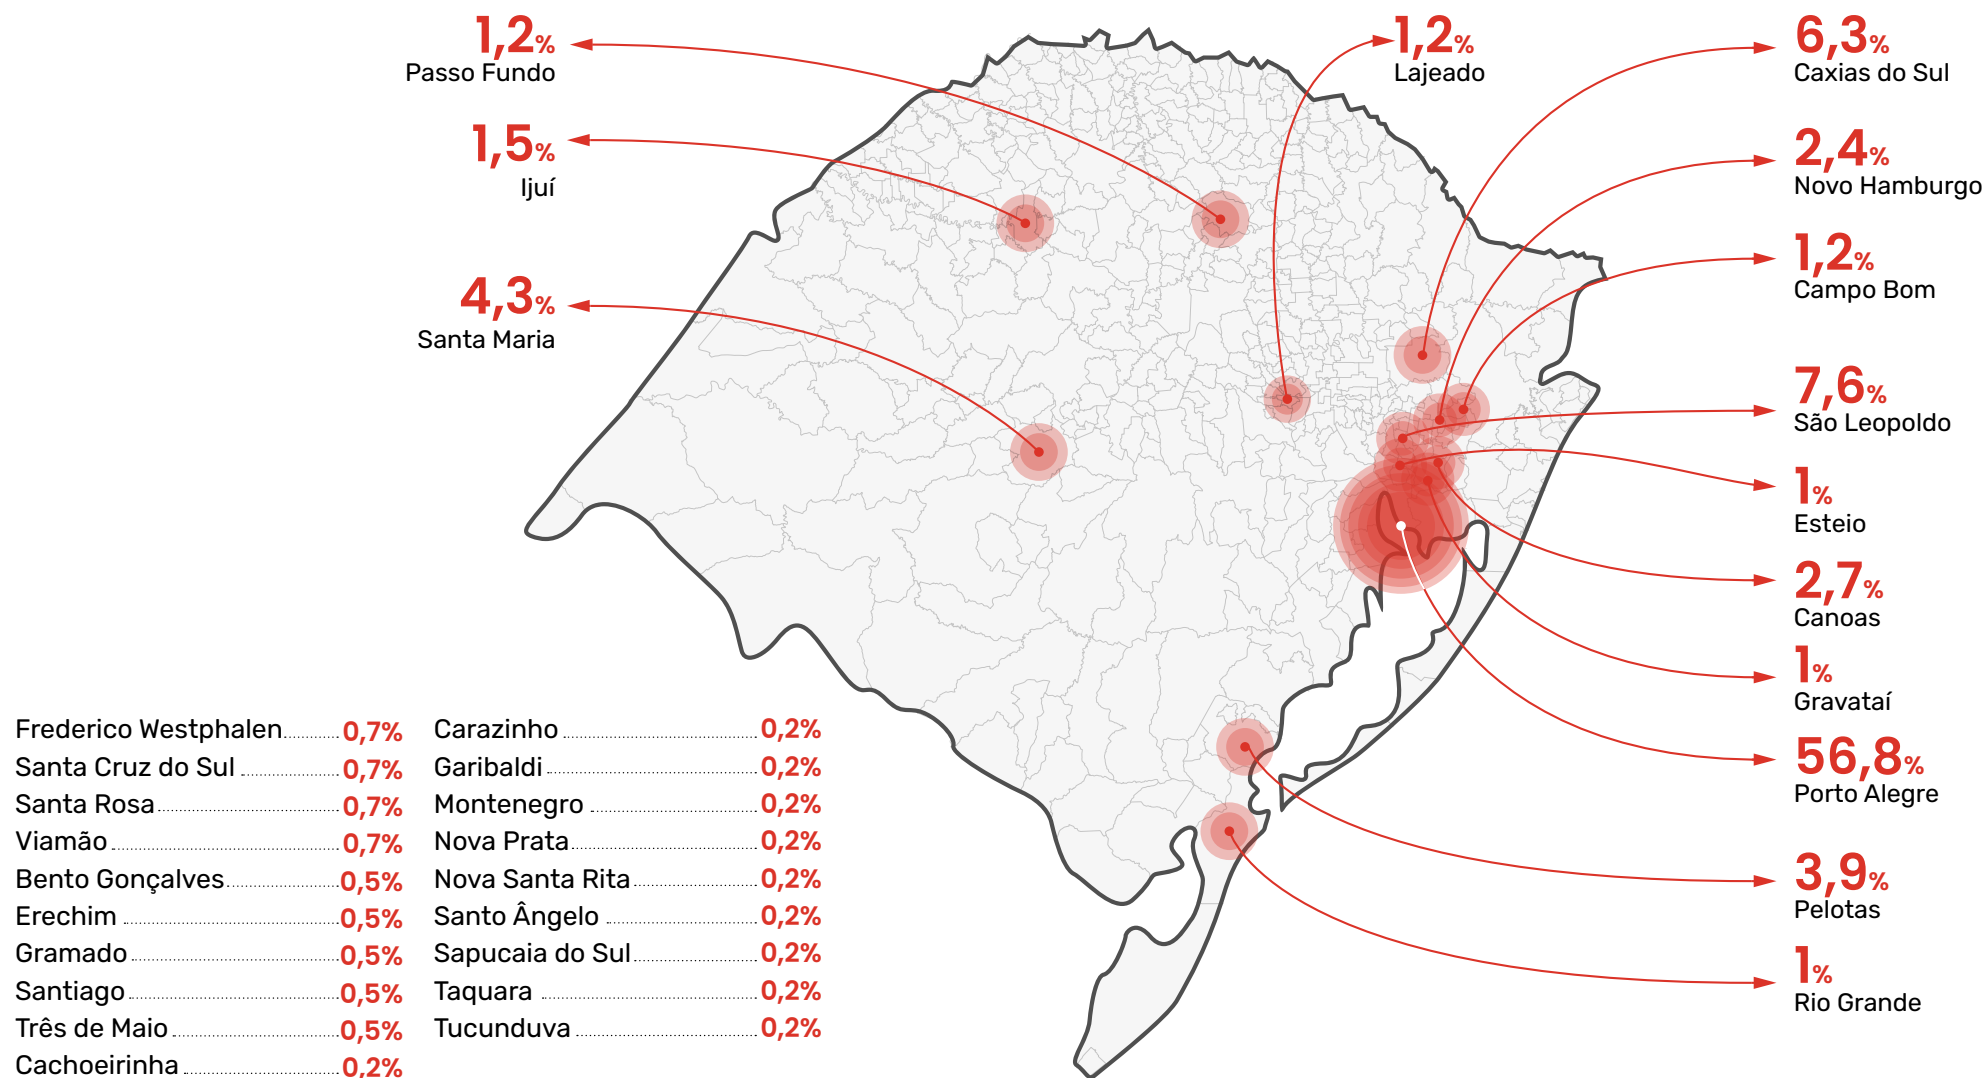 1,2%
Passo Fundo
1,5%
Ijuí
4,3%
Santa Maria
1,2%
Lajeado
6,3%
Caxias do Sul
2,4%
Novo Hamburgo
1,2%
Campo Bom
7,6%
São Leopoldo
1%
Esteio
2,7%
Canoas
1%
Gravataí
56,8%
Porto Alegre
3,9%
Pelotas
1%
Rio Grande
Frederico Westphalen 0,7%
Santa Cruz do Sul 0,7%
Santa Rosa 0,7%
Viamão 0,7%
Bento Gonçalves 0,5%
Erechim 0,5%
Gramado 0,5%
Santiago 0,5%
Três de Maio 0,5%
Cachoeirinha 0,2%
Carazinho 0,2%
Garibaldi 0,2%
Montenegro 0,2%
Nova Prata 0,2%
Nova Santa Rita 0,2%
Santo Ângelo 0,2%
Sapucaia do Sul 0,2%
Taquara 0,2%
Tucunduva 0,2%